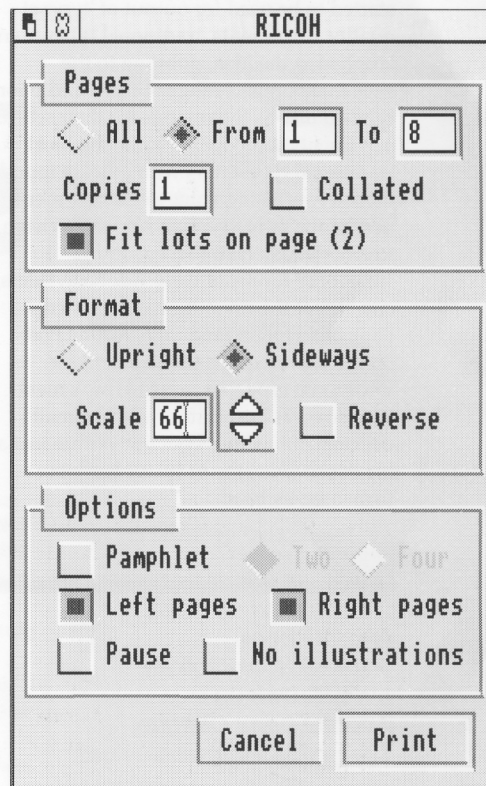 RICOH
Pages
All From 1 To 8
Copies 1 Collated
Fit lots on page (2)
Format
Upright Sideways
Scale 66 Reverse
Options
Pamphlet Two Four
Left pages Right pages
Pause No illustrations
Cancel Print